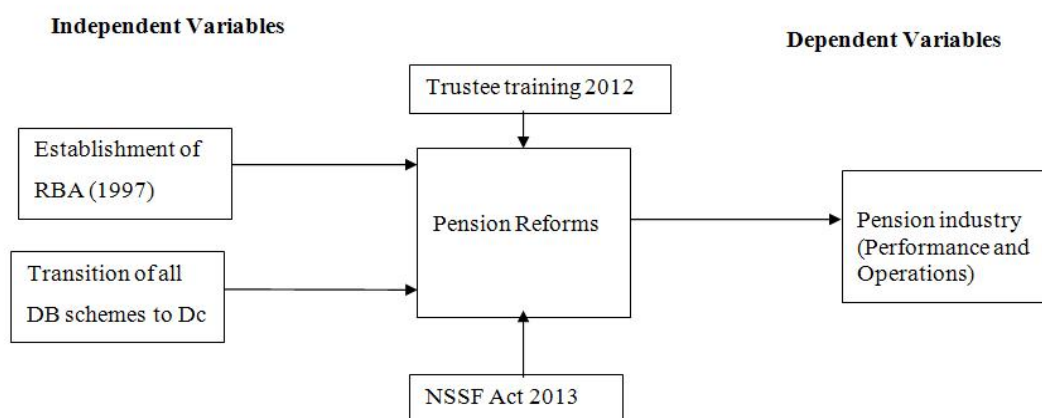 Independent Variables
Dependent Variables
Trustee training 2012
Establishment of
RBA (1997)
Pension Reforms
Pension industry
(Performance and
Operations)
Transition of all
DB schemes to Dc
NSSF Act 2013